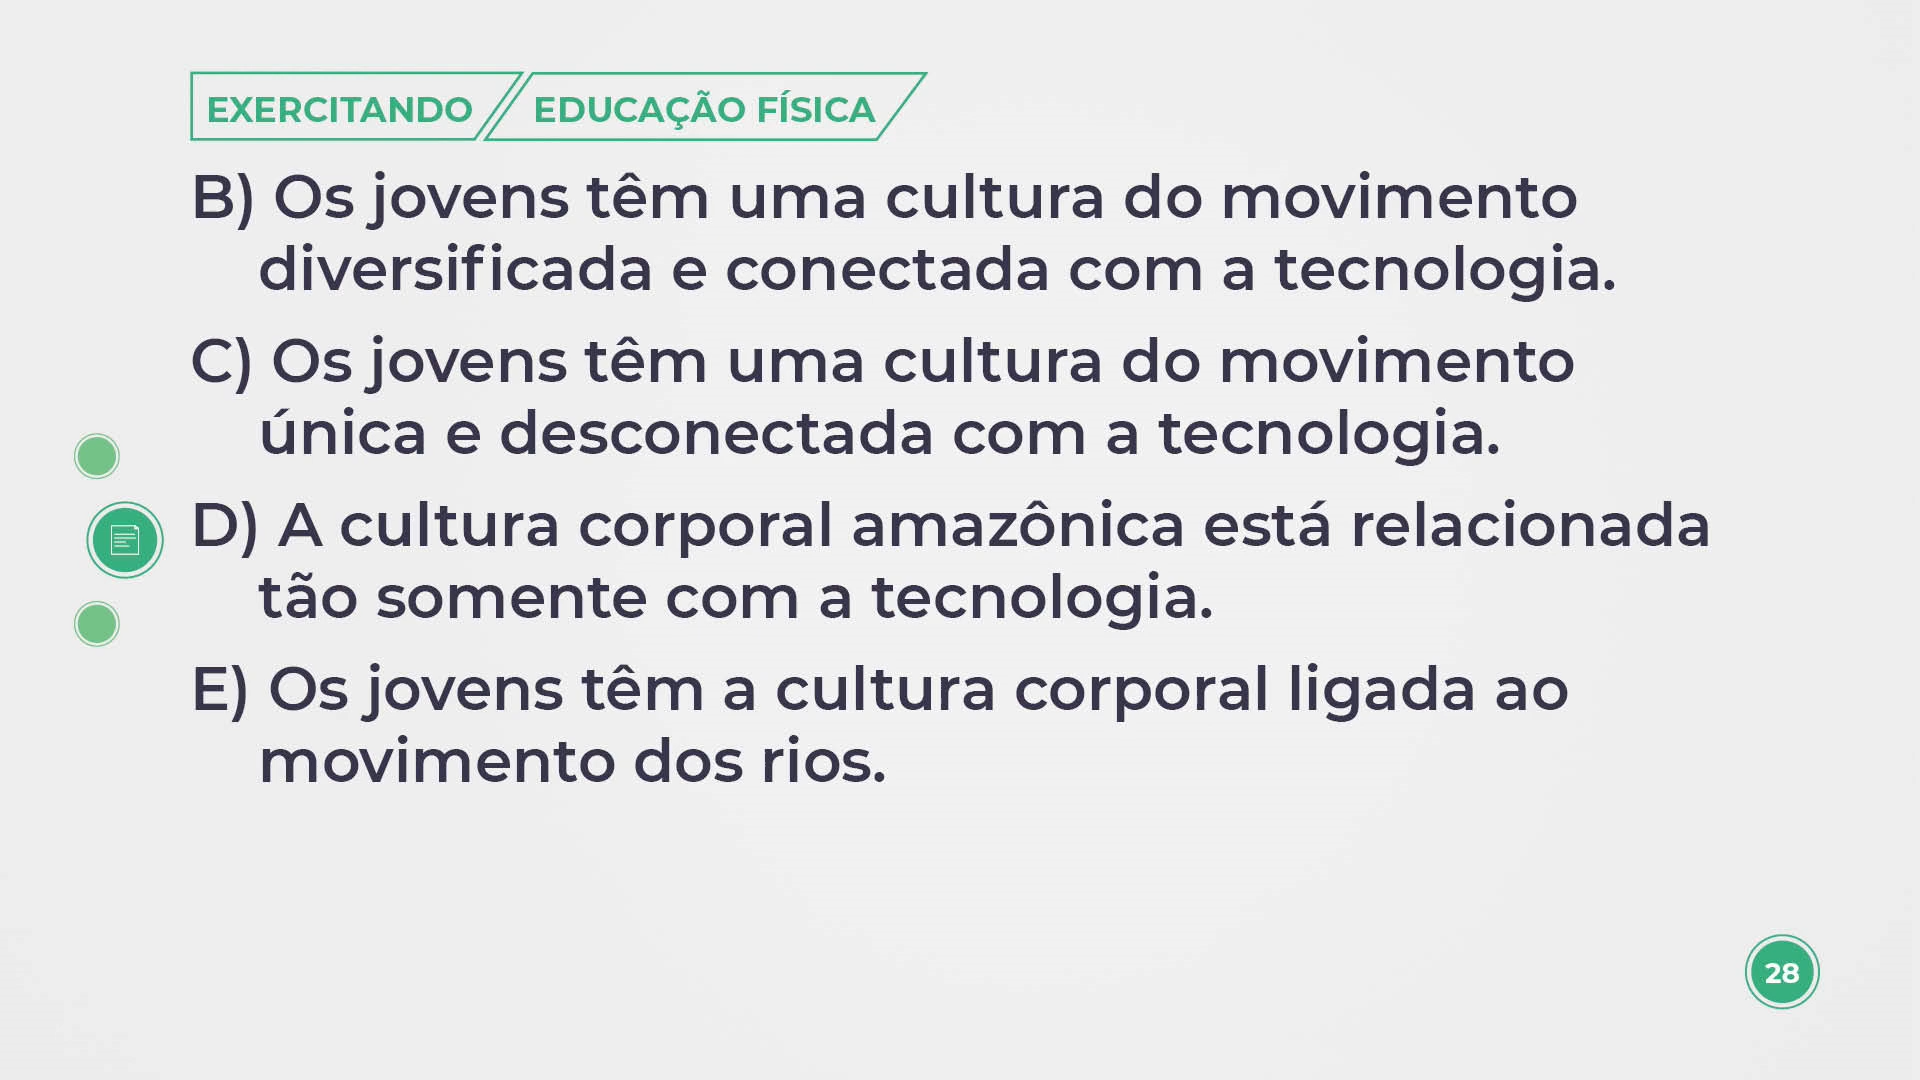 EXERCITANDO EDUCAÇÃO FÍSICA
B) Os jovens têm uma cultura do movimento
diversificada e conectada com a tecnologia.
C) Os jovens têm uma cultura do movimento
única e desconectada com a tecnologia.
D) A cultura corporal amazônica está relacionada
tão somente com a tecnologia.
E) Os jovens têm a cultura corporal ligada ao
movimento dos rios.
28